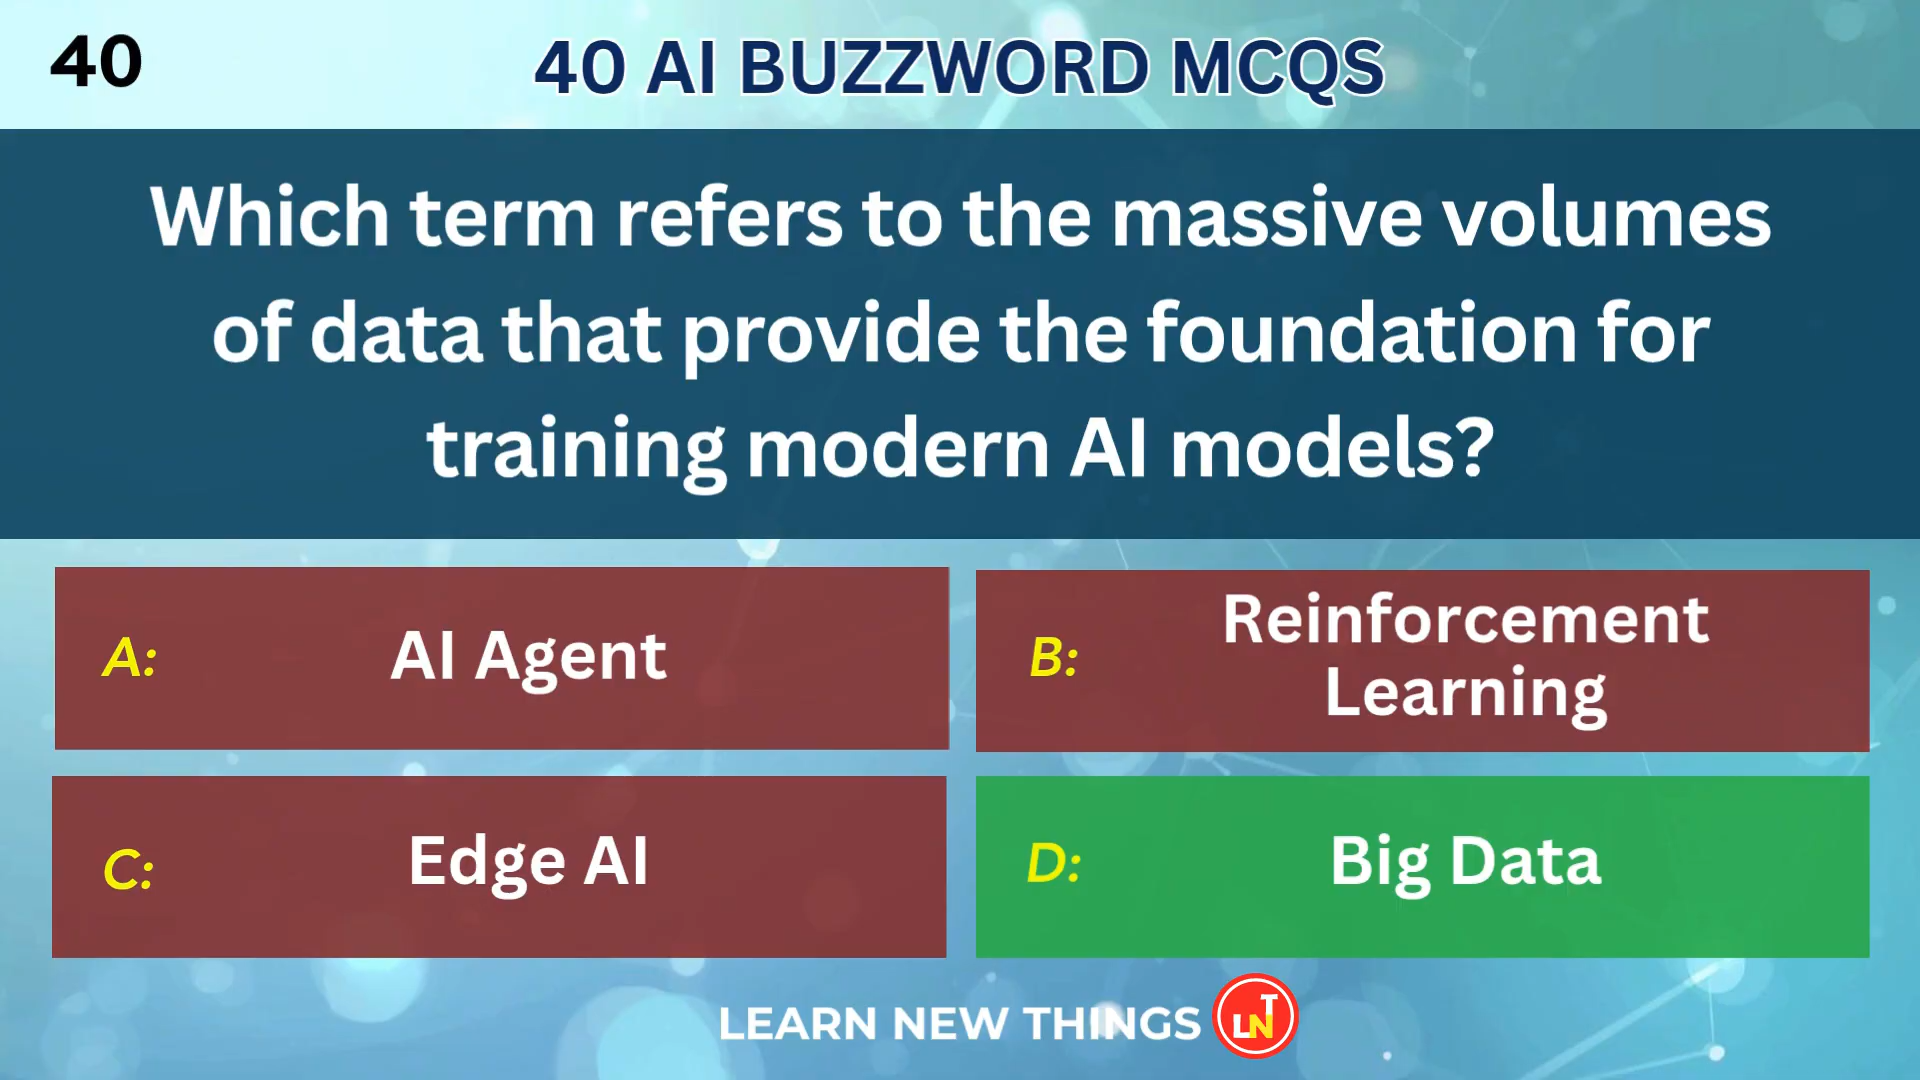 40
40 AI BUZZWORD MCQS
Which term refers to the massive volumes
of data that provide the foundation for
training modern AI models?
A: AI Agent
B: Reinforcement
Learning
C: Edge AI
D: Big Data
LEARN NEW THINGS
LNT